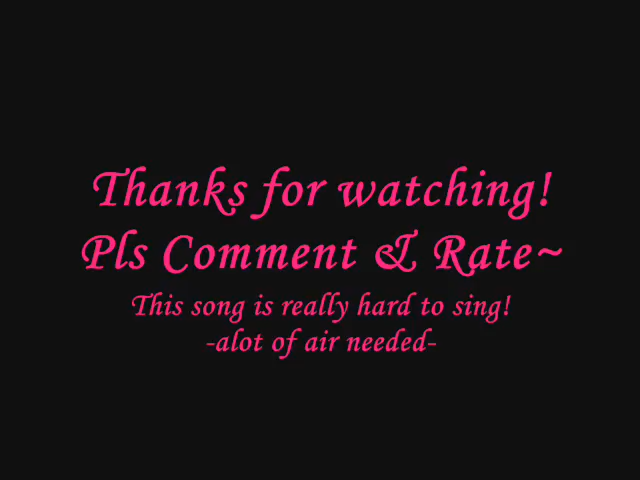 Thanks for watching!
Pls Comment & Rate~
This song is really hard to sing!
-alot of air needed-